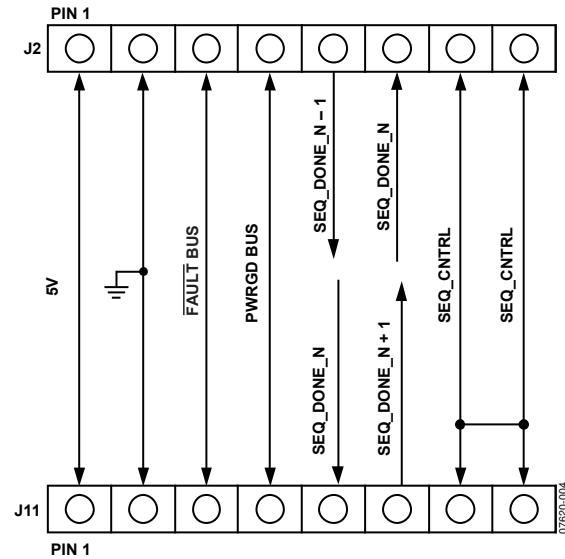 PIN 1
J2
5V
FAULT BUS
PWRGD BUS
SEQ_DONE_N – 1
SEQ_DONE_N
SEQ_DONE_N
SEQ_DONE_N + 1
SEQ_CNTRL
SEQ_CNTRL
J11
PIN 1
07620-004